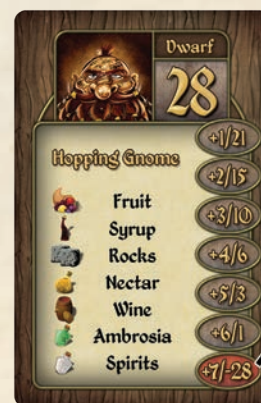 Dwarf
28
Hopping Gnome
+1/21
+2/15
Fruit
+3/10
Syrup
Rocks
+4/6
Nectar
+5/3
Wine
Ambrosia
+6/1
Spirits
+7/-28